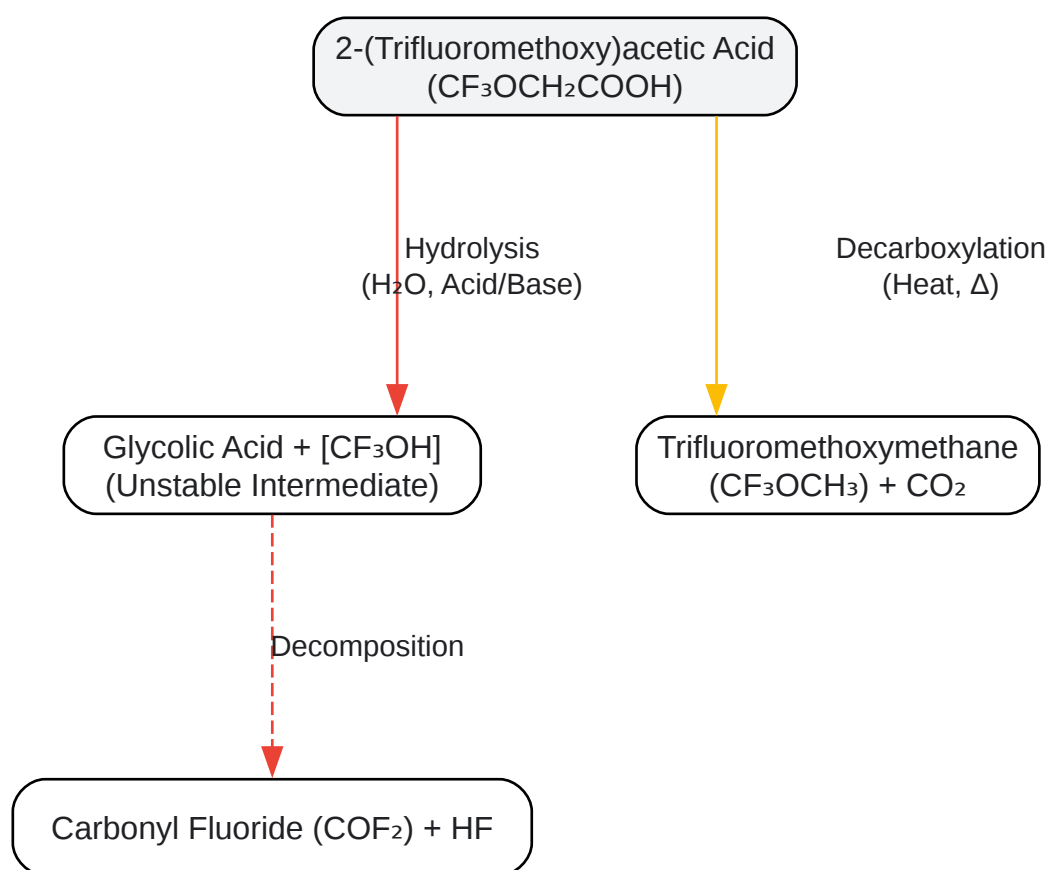 2-(Trifluoromethoxy)acetic Acid
(CF₃OCH₂COOH)
Hydrolysis
(H₂O, Acid/Base)
Decarboxylation
(Heat, Δ)
Glycolic Acid + [CF₃OH]
(Unstable Intermediate)
Trifluoromethoxymethane
(CF₃OCH₃) + CO₂
Decomposition
Carbonyl Fluoride (COF₂) + HF